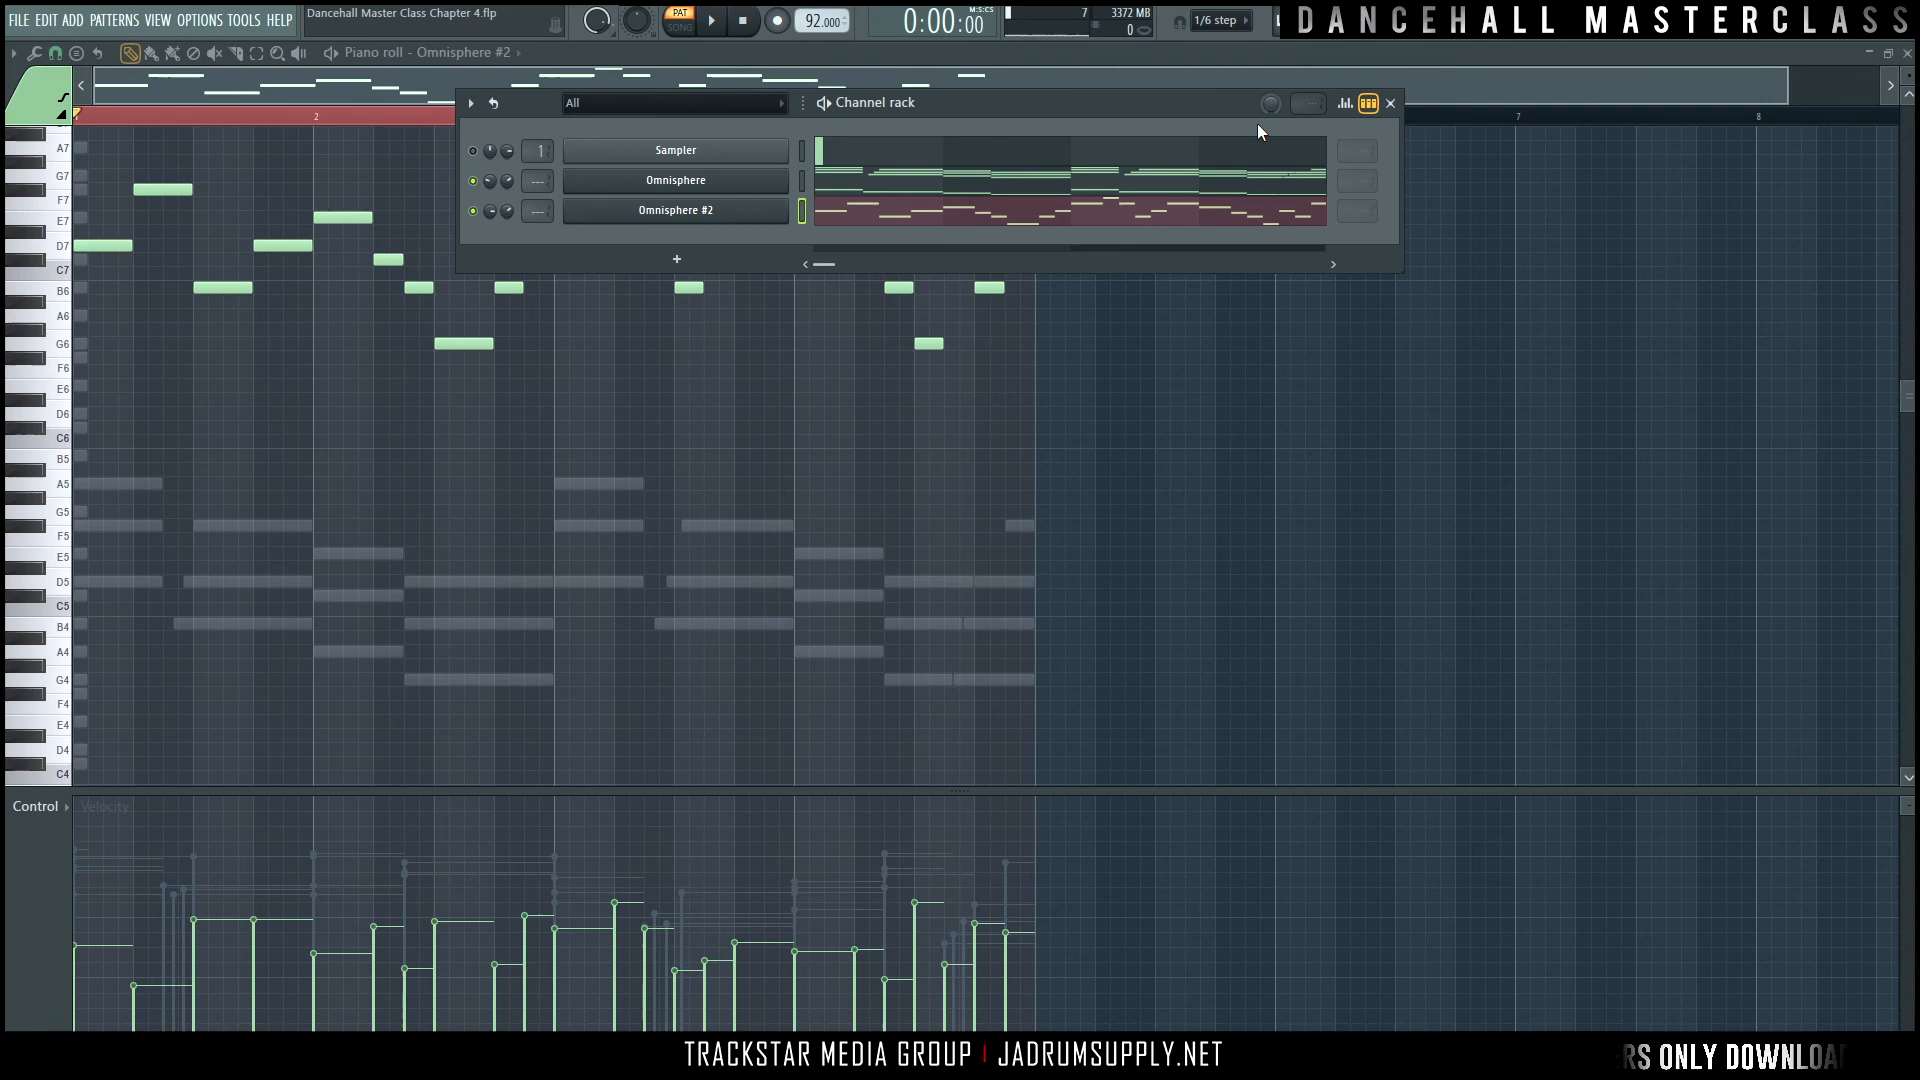 FILE EDIT ADD PATTERNS VIEW OPTIONS TOOLS HELP
Dancehall Master Class Chapter 4.flp
PAT
SONG
92.000
0:00:00
M:S:CS
7
3372 MB
0
1/6 step
DANCEHALL MASTERCLASS
Piano roll - Omnisphere #2
All
Channel rack
1 Sampler
--- Omnisphere
--- Omnisphere #2
+
2
7
8
A7
G7
F7
E7
D7
C7
B6
A6
G6
F6
E6
D6
C6
B5
A5
G5
F5
E5
D5
C5
B4
A4
G4
F4
E4
D4
C4
Control
Velocity
TRACKSTAR MEDIA GROUP | JADRUMSUPPLY.NET
RS ONLY DOWNLOA